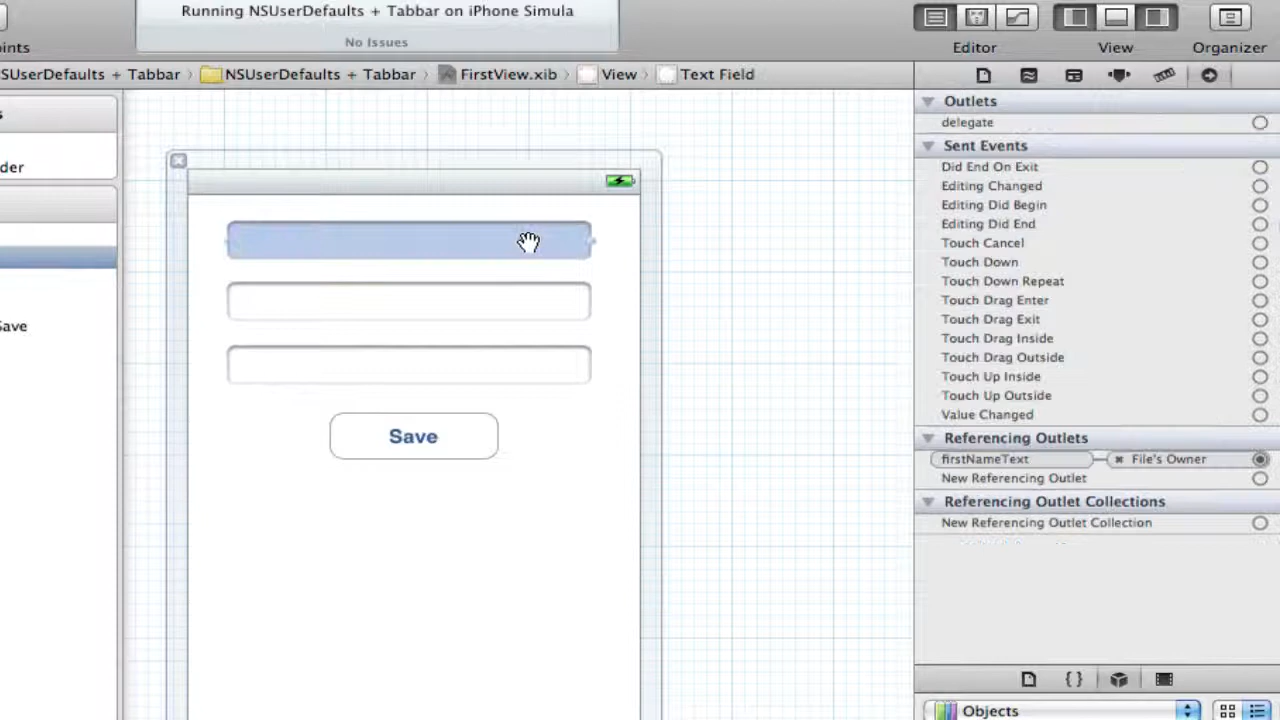 Running NSUserDefaults + Tabbar on iPhone Simula
No Issues
ints
Editor
View
Organizer
SUserDefaults + Tabbar
NSUserDefaults + Tabbar
FirstView.xib
View
Text Field
Outlets
delegate
Sent Events
Did End On Exit
Editing Changed
Editing Did Begin
Editing Did End
Touch Cancel
Touch Down
Touch Down Repeat
Touch Drag Enter
Touch Drag Exit
Touch Drag Inside
Touch Drag Outside
Touch Up Inside
Touch Up Outside
Value Changed
Referencing Outlets
firstNameText
File's Owner
New Referencing Outlet
Referencing Outlet Collections
New Referencing Outlet Collection
s
der
Save
Save
Objects